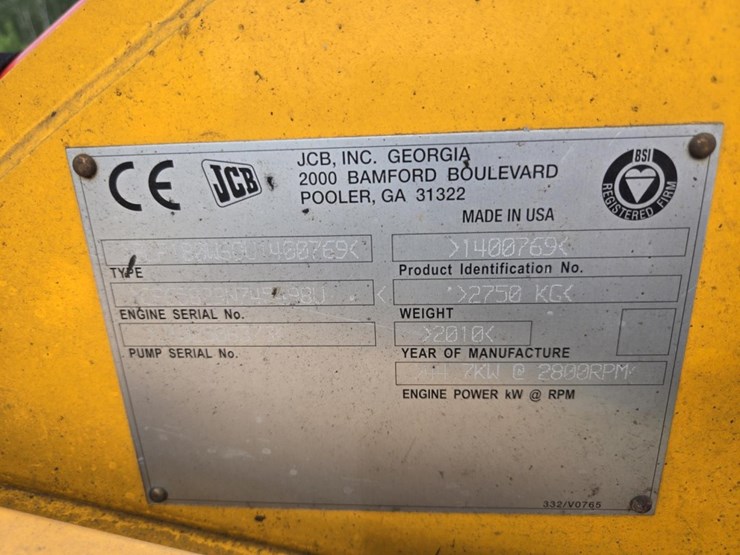 CE
JCB
JCB, INC. GEORGIA
2000 BAMFORD BOULEVARD
POOLER, GA 31322
MADE IN USA
BSI
REGISTERED FIRM
TYPE
>1400769<
Product Identification No.
ENGINE SERIAL No.
>2750 KG<
WEIGHT
PUMP SERIAL No.
>2010<
YEAR OF MANUFACTURE
@ 2800RPM
ENGINE POWER kW @ RPM
332/V0765